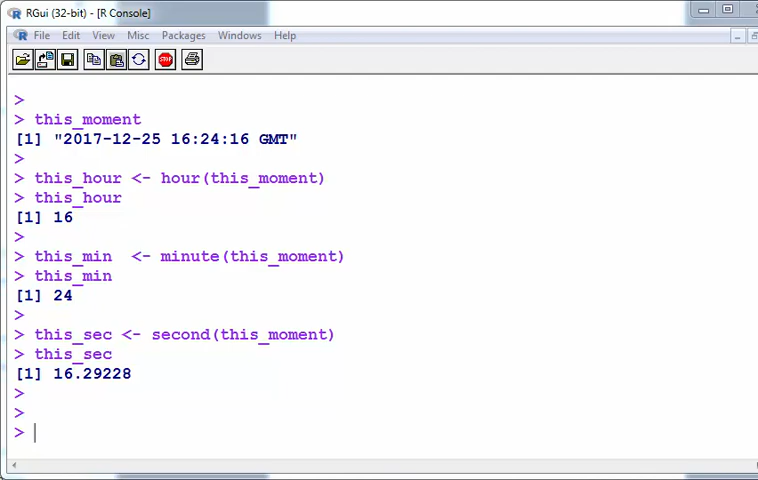 RGui (32-bit) - [R Console]
File Edit View Misc Packages Windows Help
STOP
>
> this_moment
[1] "2017-12-25 16:24:16 GMT"
>
> this_hour <- hour(this_moment)
> this_hour
[1] 16
>
> this_min  <- minute(this_moment)
> this_min
[1] 24
>
> this_sec <- second(this_moment)
> this_sec
[1] 16.29228
>
>
>